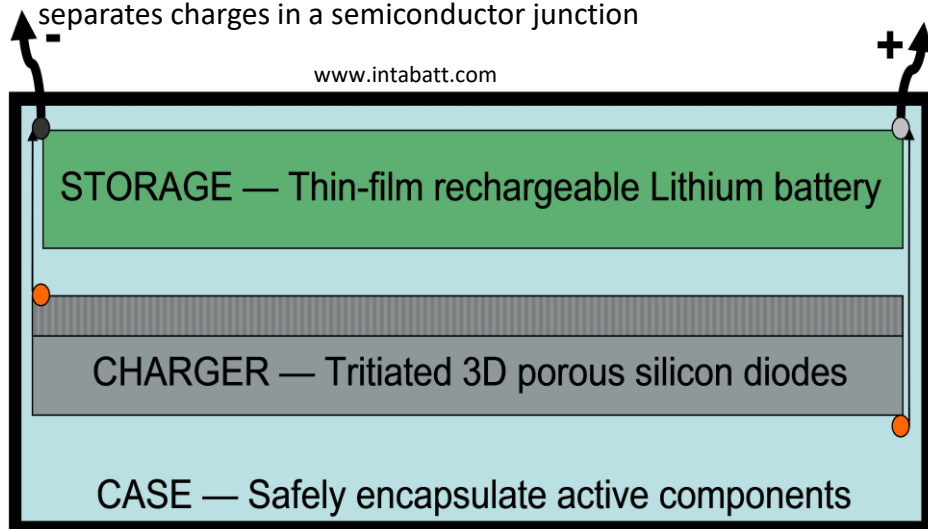 separates charges in a semiconductor junction
-
+
www.intabatt.com
STORAGE — Thin-film rechargeable Lithium battery
CHARGER — Tritiated 3D porous silicon diodes
CASE — Safely encapsulate active components